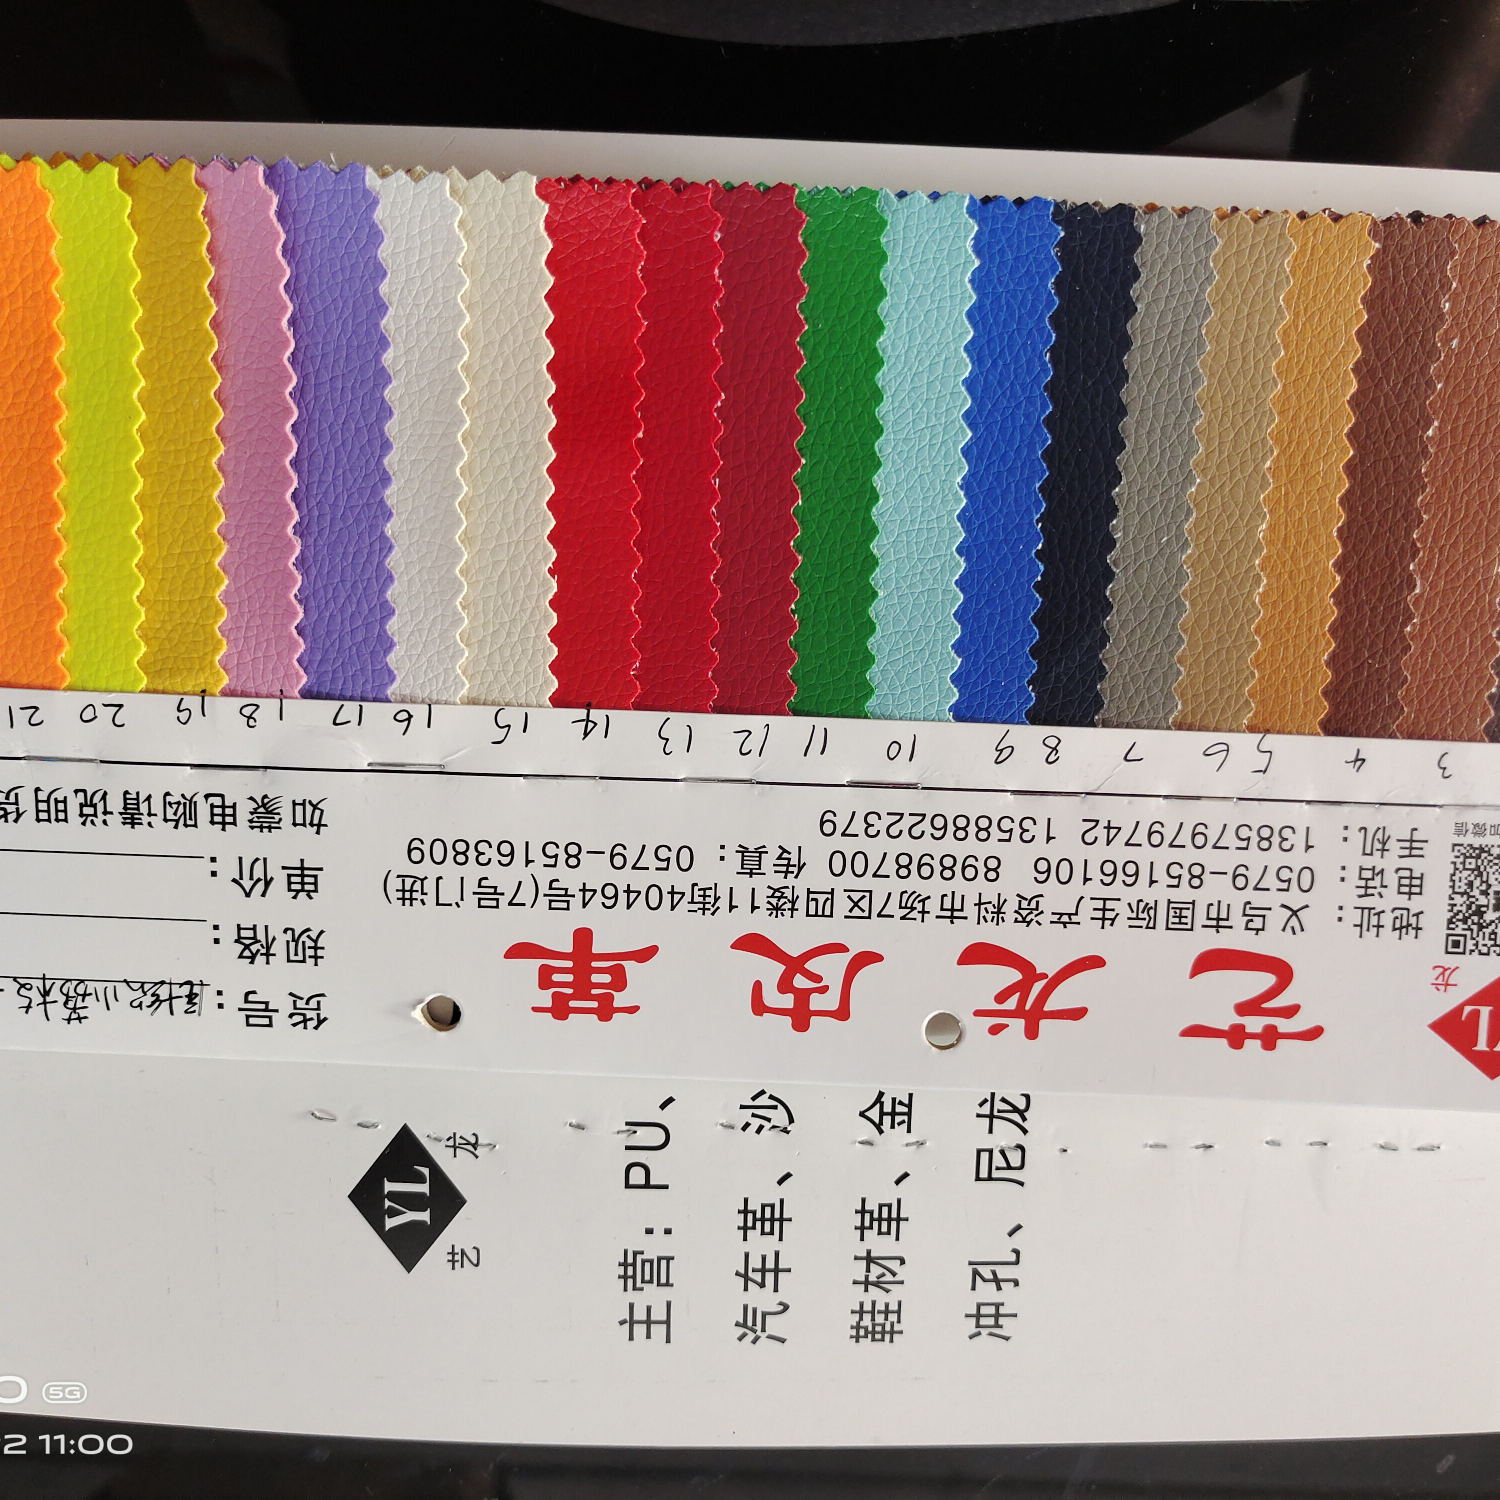 艺龙皮革
地址：义乌市国际生产资料市场7区四楼11街40464号(7号门进)
电话：0579-85166106 89898700 传真：0579-85163809
手机：13857979742 13588622379
加微信
YL
龙
货号：
规格：
单价：
如蒙电购请说明货
3 4 5 6 7 8 9 10 11 12 13 14 15 16 17 18 19 20 21
艺 YL 龙
主营：PU、
汽车革、沙
鞋材革、金
冲孔、尼龙
5G
2 11:00